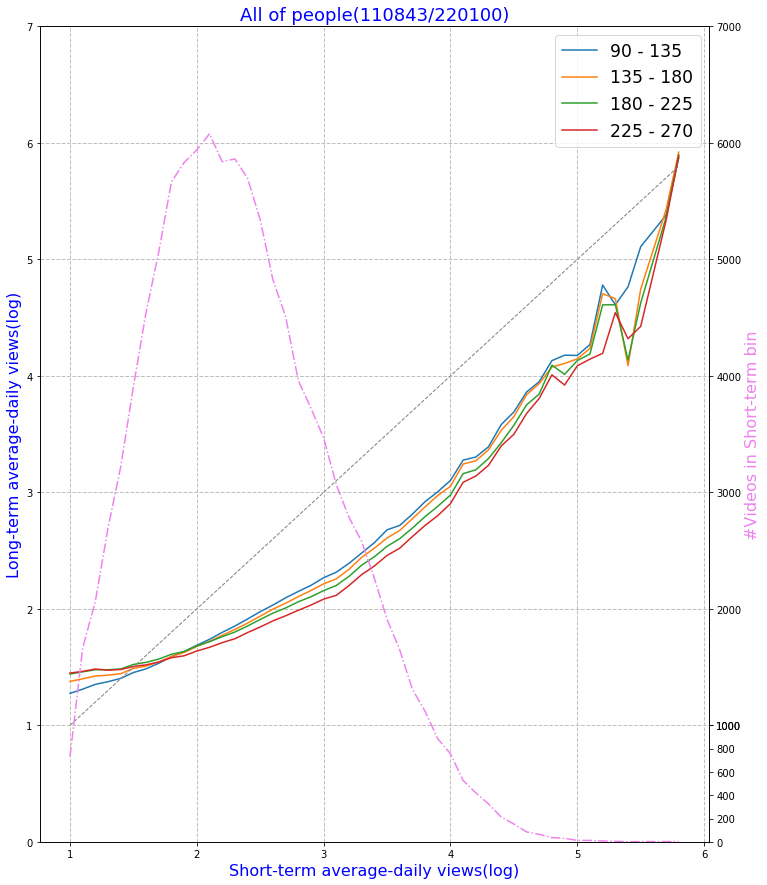 All of people(110843/220100)
90 - 135
135 - 180
180 - 225
225 - 270
7
6
5
4
3
2
1
0
Long-term average-daily views(log)
7000
6000
5000
4000
3000
2000
1000
1000
800
600
400
200
0
#Videos in Short-term bin
1 2 3 4 5 6
Short-term average-daily views(log)